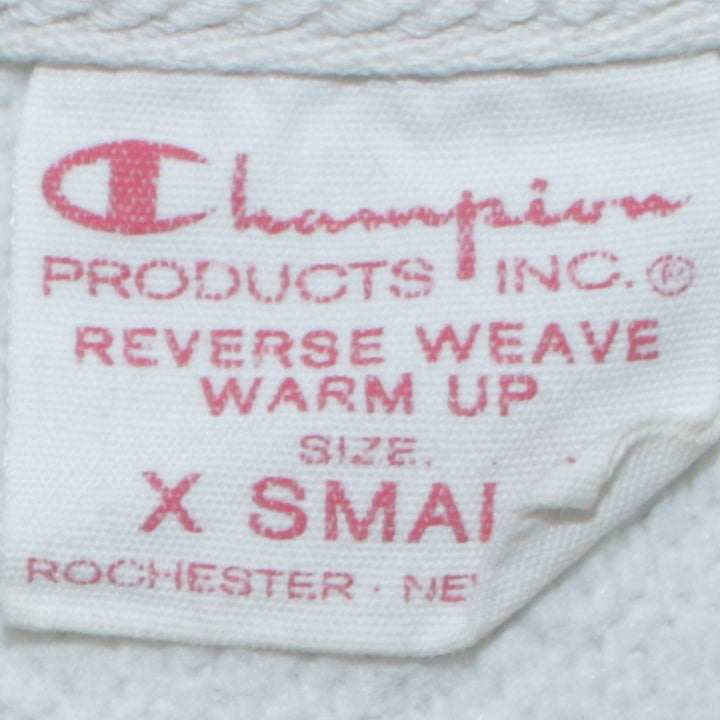 Champion
PRODUCTS INC.®
REVERSE WEAVE
WARM UP
SIZE.
X SMAL
ROCHESTER · NE